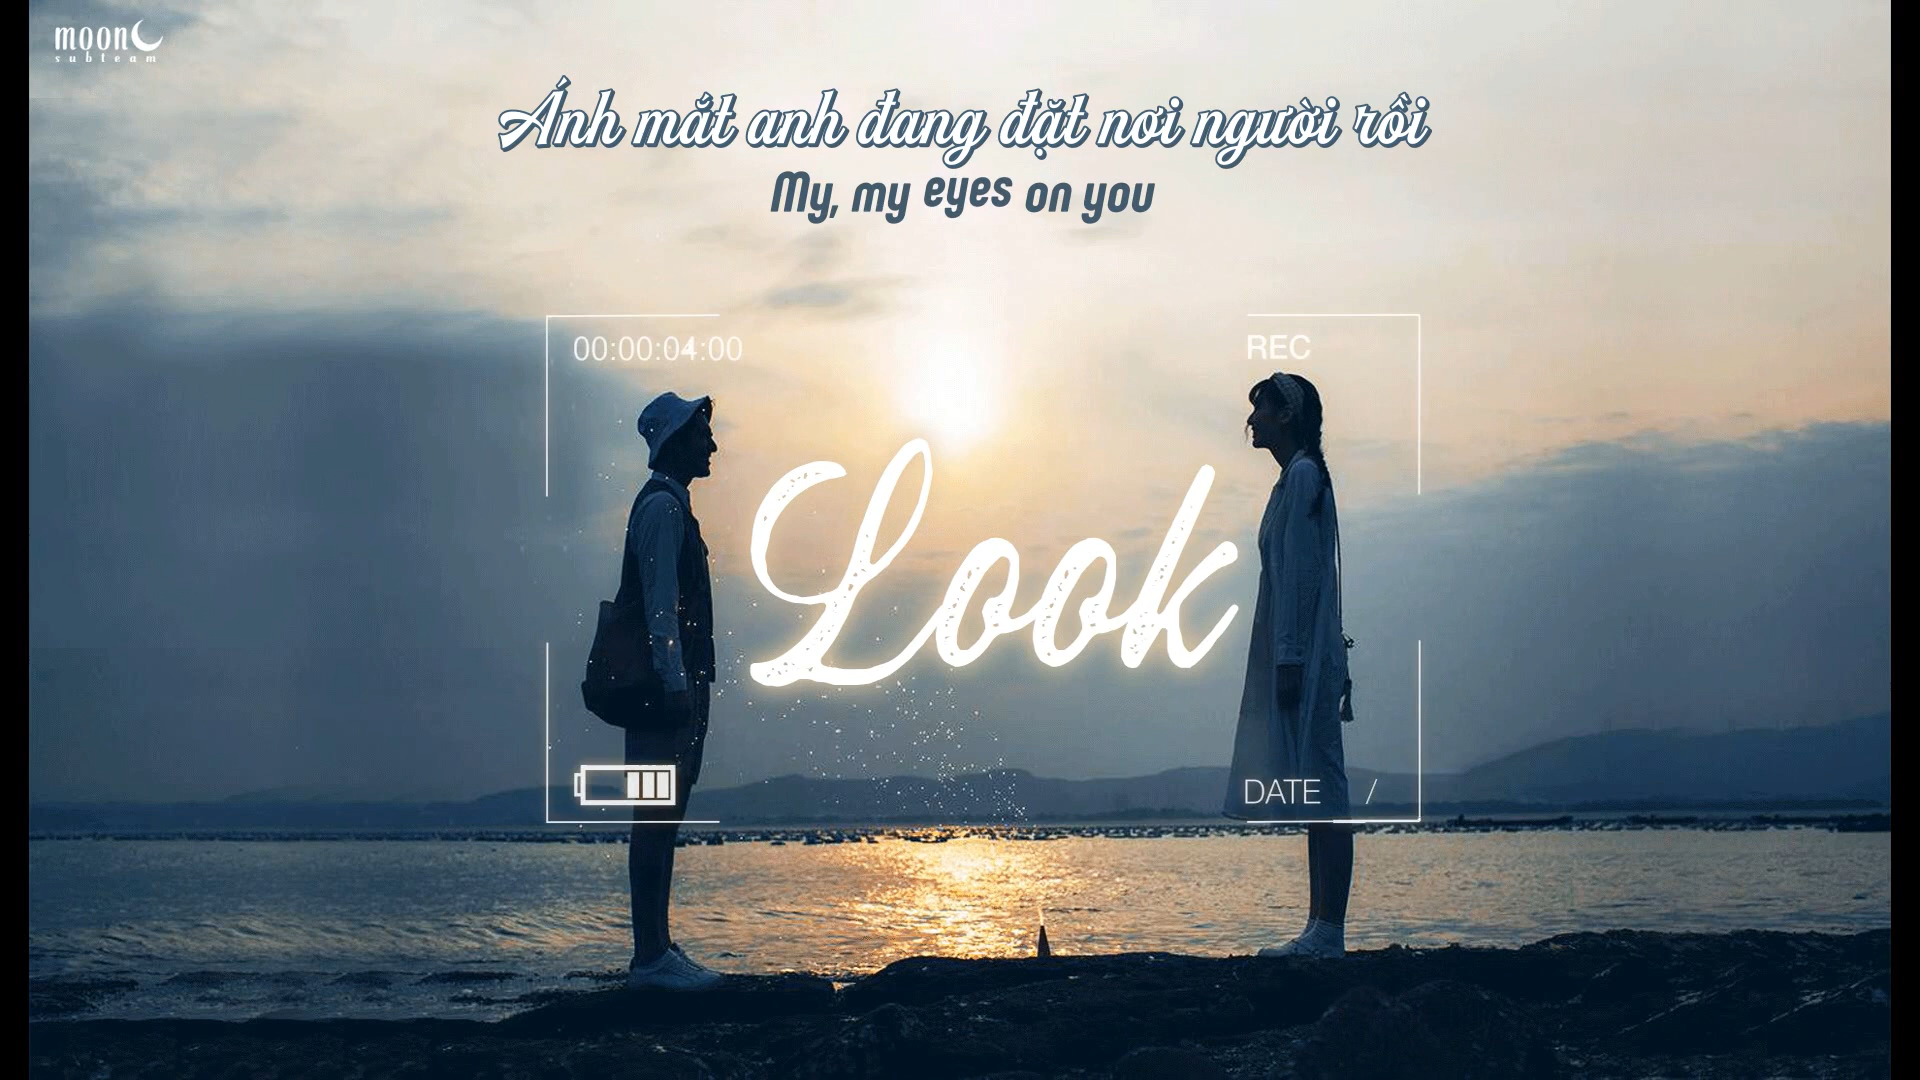 moon
subteam
Ánh mắt anh đang đặt nơi người rồi
My, my eyes on you
00:00:04:00
REC
Look
DATE /